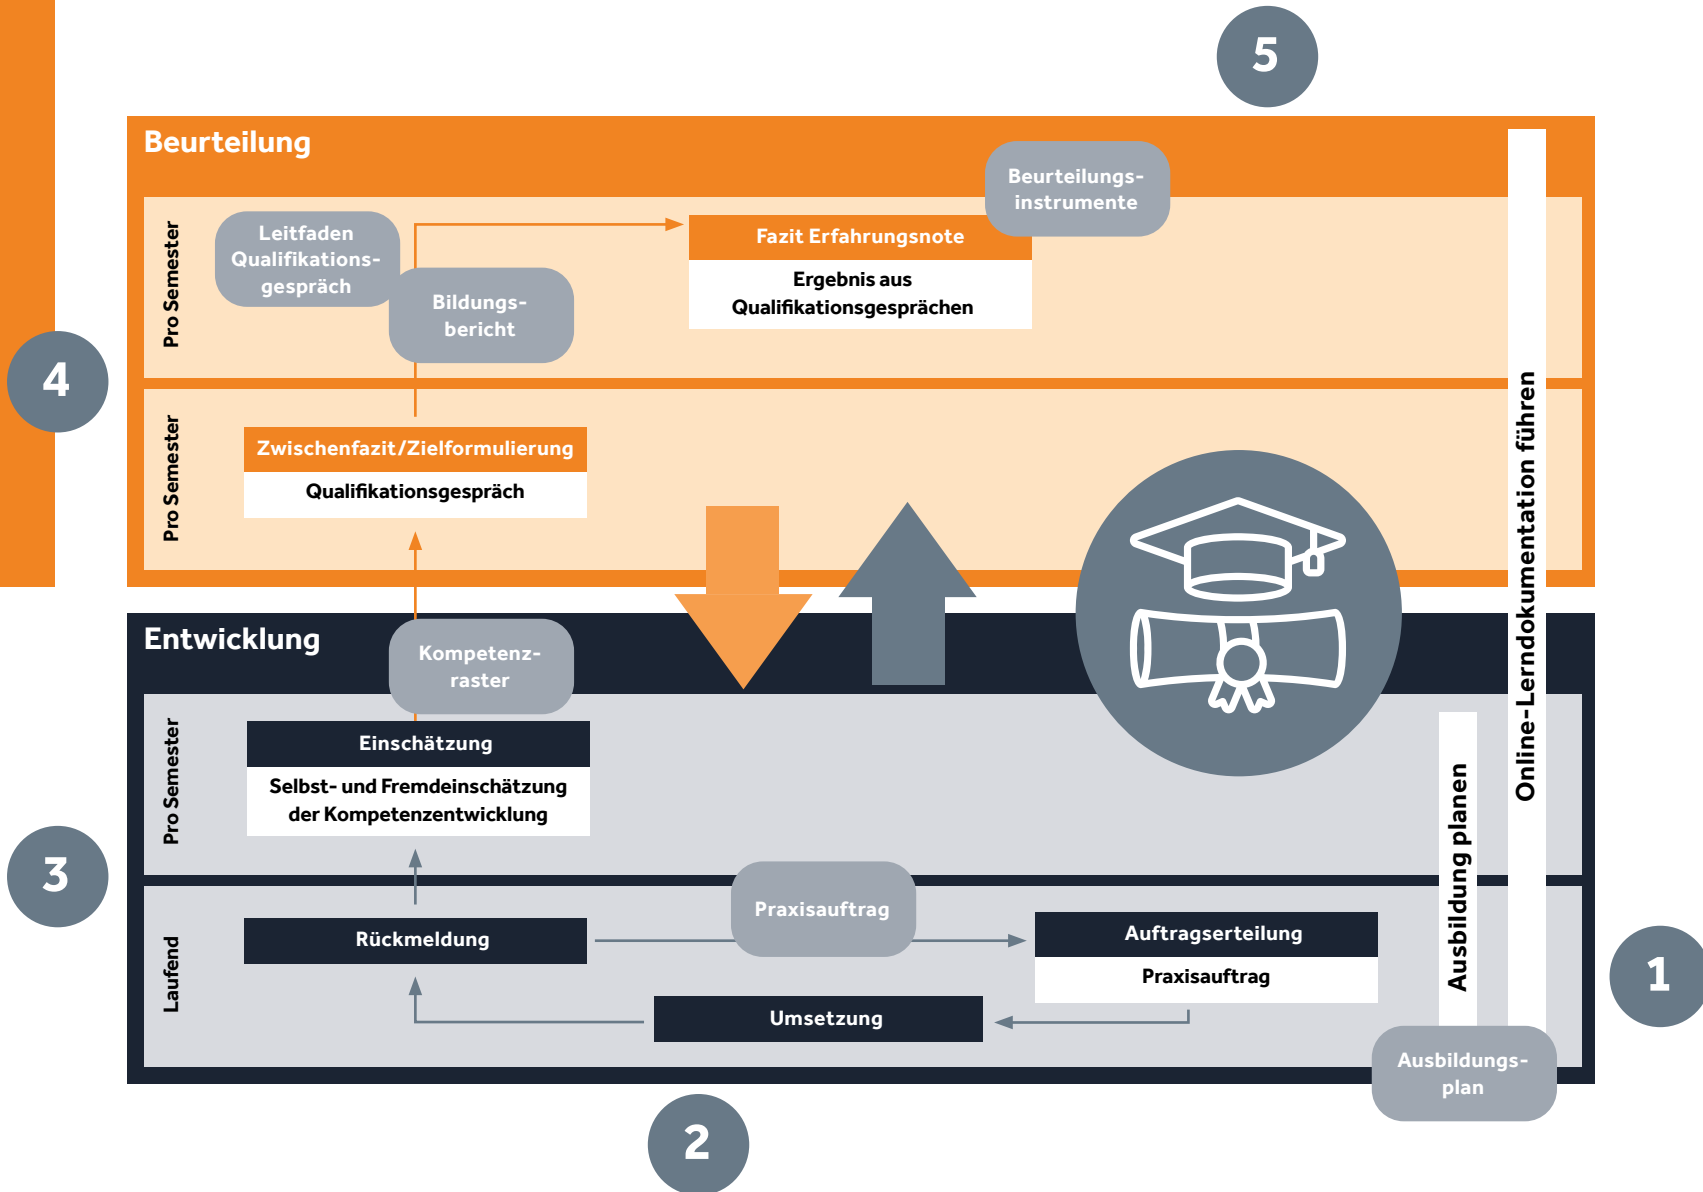 5
Beurteilung
Beurteilungs-
instrumente
Pro Semester
Leitfaden
Qualifikations-
gespräch
Bildungs-
bericht
Fazit Erfahrungsnote
Ergebnis aus
Qualifikationsgesprächen
4
Pro Semester
Zwischenfazit/Zielformulierung
Qualifikationsgespräch
Online-Lerndokumentation führen
Entwicklung
Kompetenz-
raster
Pro Semester
Einschätzung
Selbst- und Fremdeinschätzung
der Kompetenzentwicklung
Ausbildung planen
3
Laufend
Rückmeldung
Praxisauftrag
Auftragserteilung
Praxisauftrag
Umsetzung
1
Ausbildungs-
plan
2